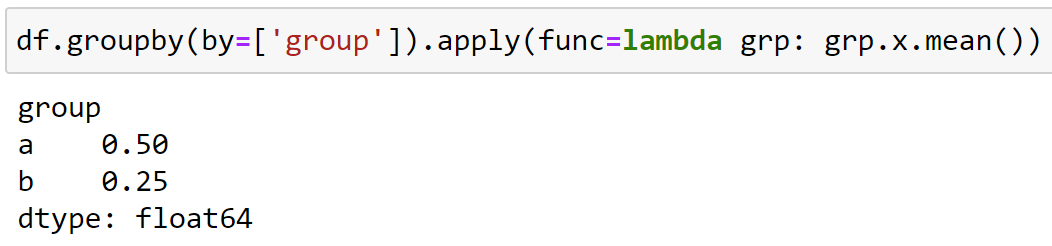 df.groupby(by=['group']).apply(func=lambda grp: grp.x.mean())
group
a    0.50
b    0.25
dtype: float64